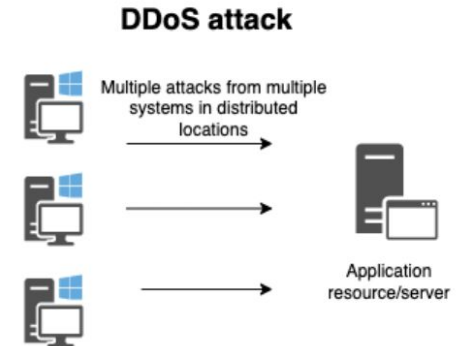 DDoS attack
Multiple attacks from multiple
systems in distributed
locations
Application
resource/server